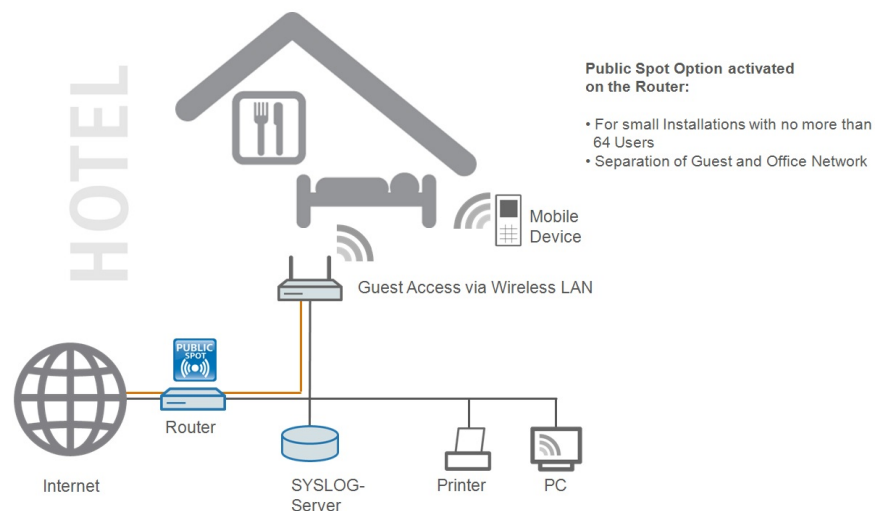 HOTEL
Public Spot Option activated
on the Router:
• For small Installations with no more than
64 Users
• Separation of Guest and Office Network
Mobile
Device
Guest Access via Wireless LAN
PUBLIC
SPOT
Router
Internet
SYSLOG-
Server
Printer
PC